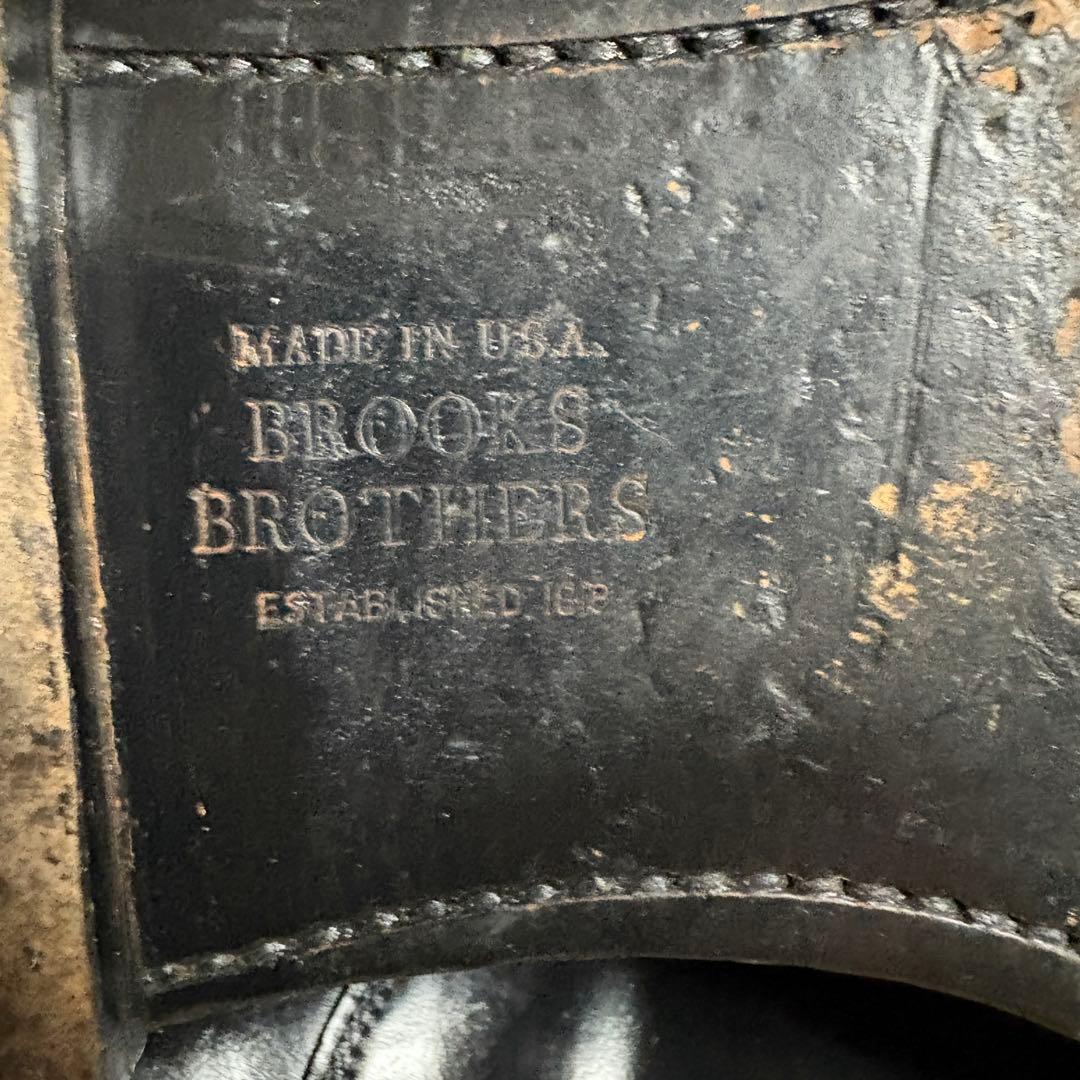 MADE IN U.S.A.
BROOKS
BROTHERS
ESTABLISHED 1818